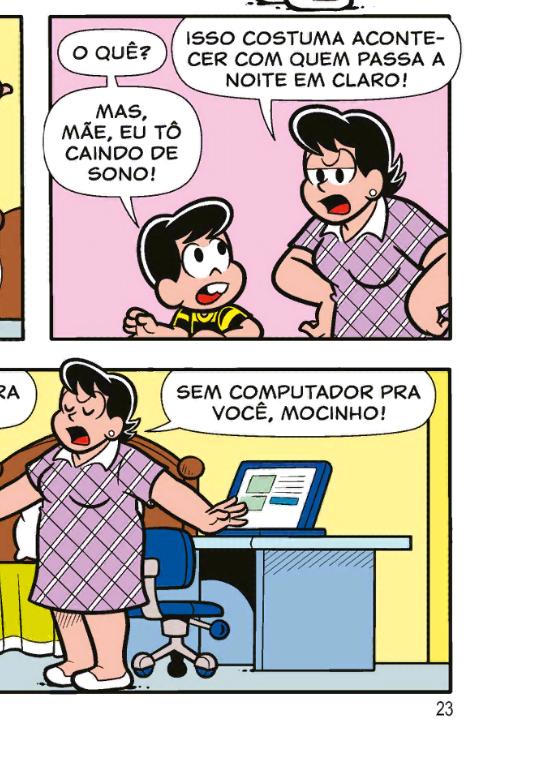 O QUÊ?
MAS,
MÃE, EU TÔ
CAINDO DE
SONO!
ISSO COSTUMA ACONTE-
CER COM QUEM PASSA A
NOITE EM CLARO!
RA
SEM COMPUTADOR PRA
VOCÊ, MOCINHO!
23